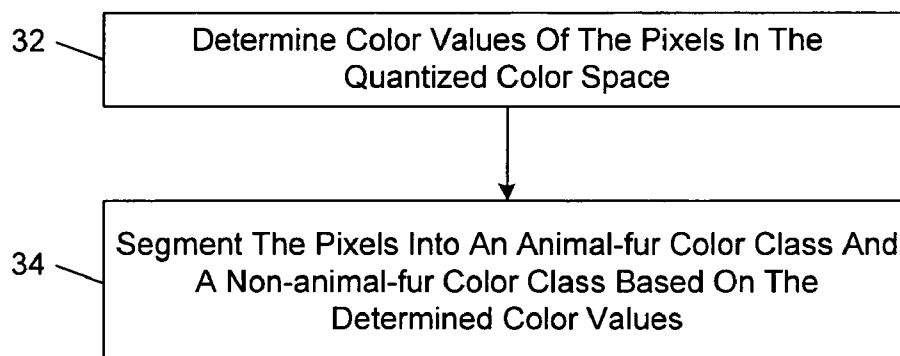 32
Determine Color Values Of The Pixels In The
Quantized Color Space
34
Segment The Pixels Into An Animal-fur Color Class And
A Non-animal-fur Color Class Based On The
Determined Color Values